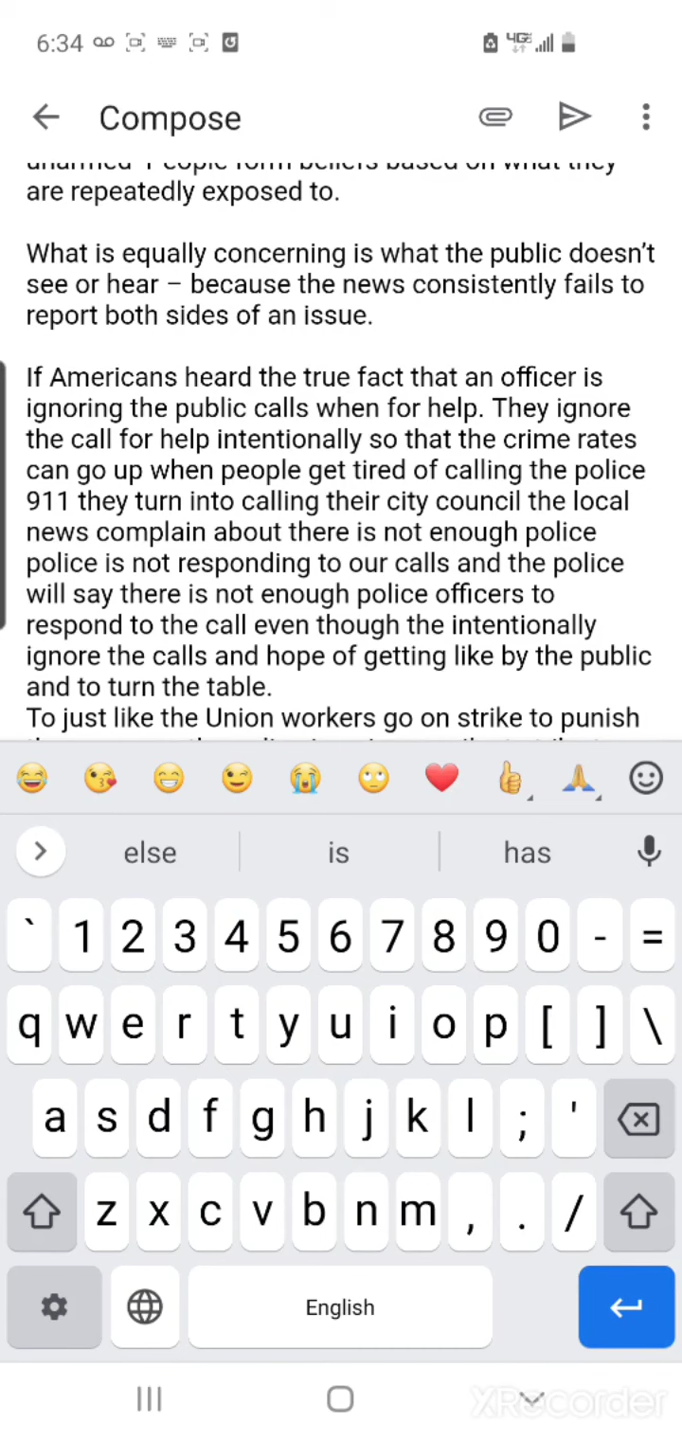 6:34
4GE
Compose
are repeatedly exposed to.
What is equally concerning is what the public doesn't
see or hear – because the news consistently fails to
report both sides of an issue.
If Americans heard the true fact that an officer is
ignoring the public calls when for help. They ignore
the call for help intentionally so that the crime rates
can go up when people get tired of calling the police
911 they turn into calling their city council the local
news complain about there is not enough police
police is not responding to our calls and the police
will say there is not enough police officers to
respond to the call even though the intentionally
ignore the calls and hope of getting like by the public
and to turn the table.
To just like the Union workers go on strike to punish
else is has
` 1 2 3 4 5 6 7 8 9 0 - =
q w e r t y u i o p [ ] \
a s d f g h j k l ; '
z x c v b n m , . /
English
XRecorder